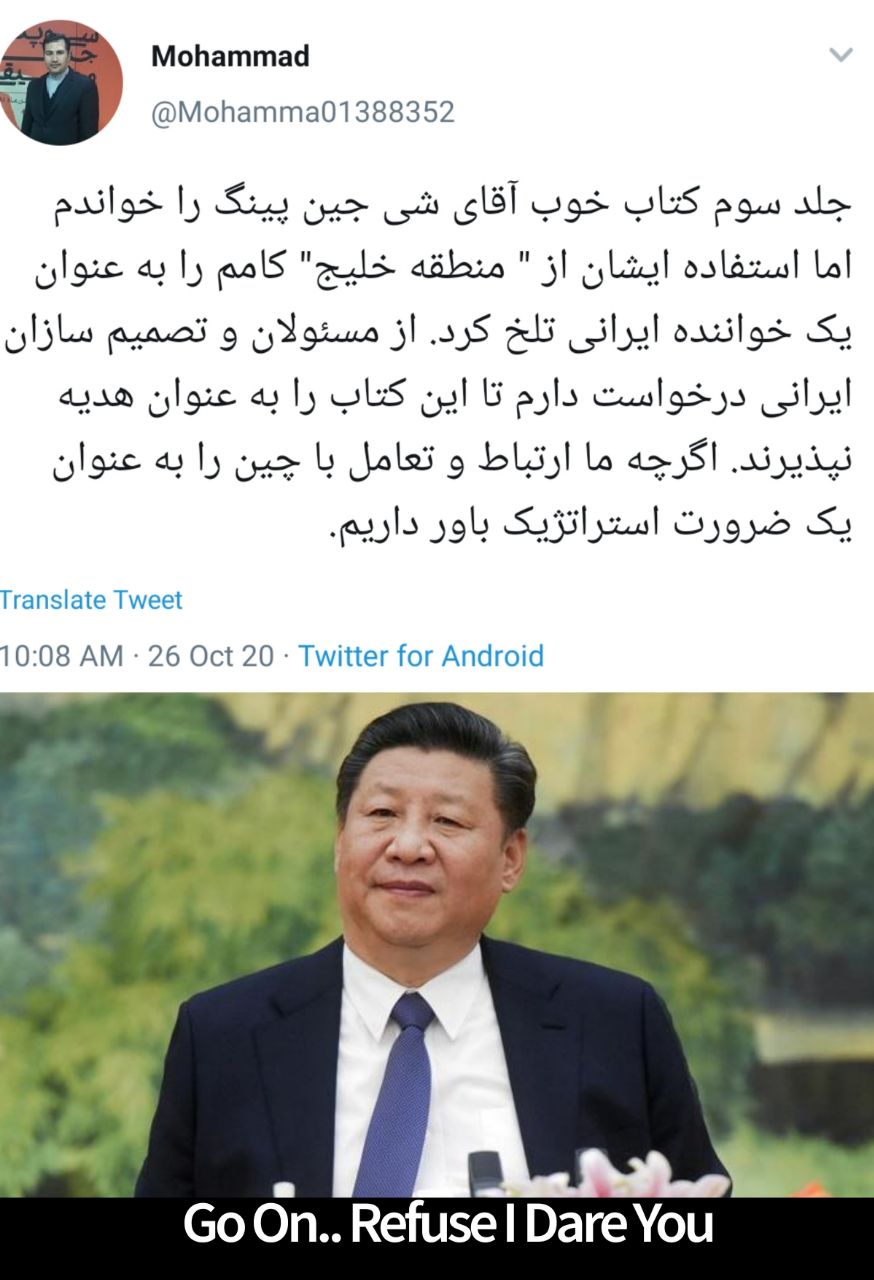 Mohammad
@Mohamma01388352
جلد سوم کتاب خوب آقای شی جین پینگ را خواندم
اما استفاده ایشان از " منطقه خلیج" کامم را به عنوان
یک خواننده ایرانی تلخ کرد. از مسئولان و تصمیم سازان
ایرانی درخواست دارم تا این کتاب را به عنوان هدیه
نپذیرند. اگرچه ما ارتباط و تعامل با چین را به عنوان
یک ضرورت استراتژیک باور داریم.
Translate Tweet
10:08 AM · 26 Oct 20 · Twitter for Android
Go On.. Refuse I Dare You